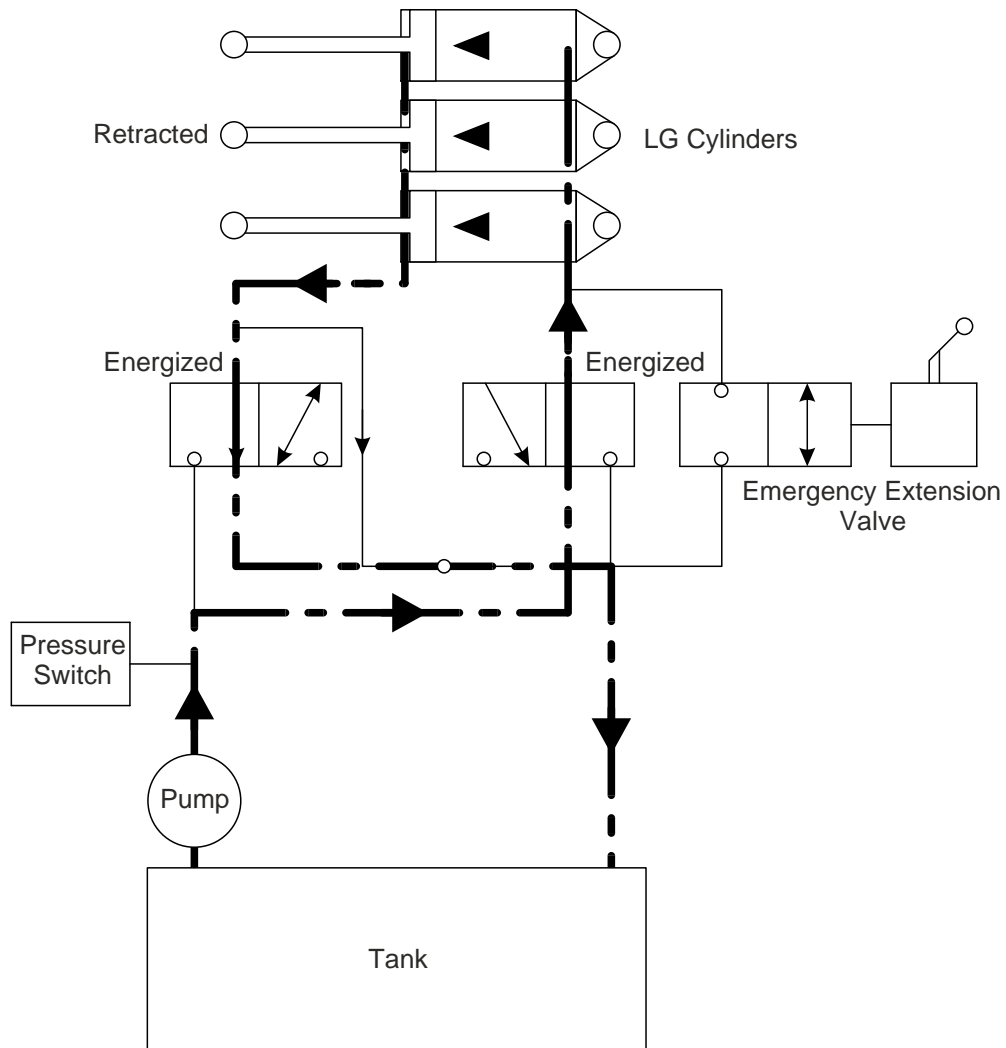 Retracted
LG Cylinders
Energized
Energized
Emergency Extension
Valve
Pressure
Switch
Pump
Tank